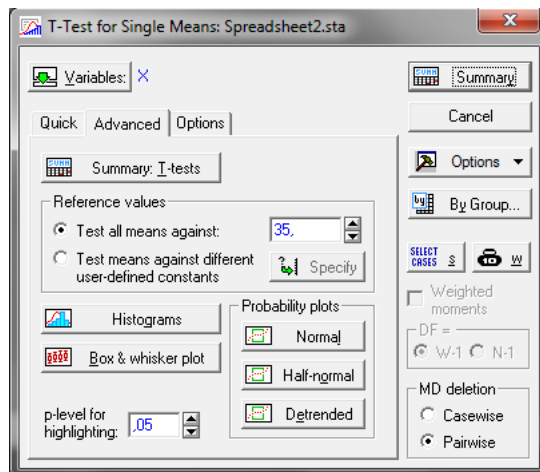 T-Test for Single Means: Spreadsheet2.sta
Variables: X
Summary
Quick Advanced Options
Cancel
Summary: T-tests
Options
Reference values
By Group...
Test all means against: 35,
Test means against different
user-defined constants
Specify
SELECT
CASES S W
Weighted
moments
Histograms
Probability plots
Normal
DF =
W-1 N-1
Box & whisker plot
Half-normal
MD deletion
p-level for
highlighting: ,05
Detrended
Casewise
Pairwise